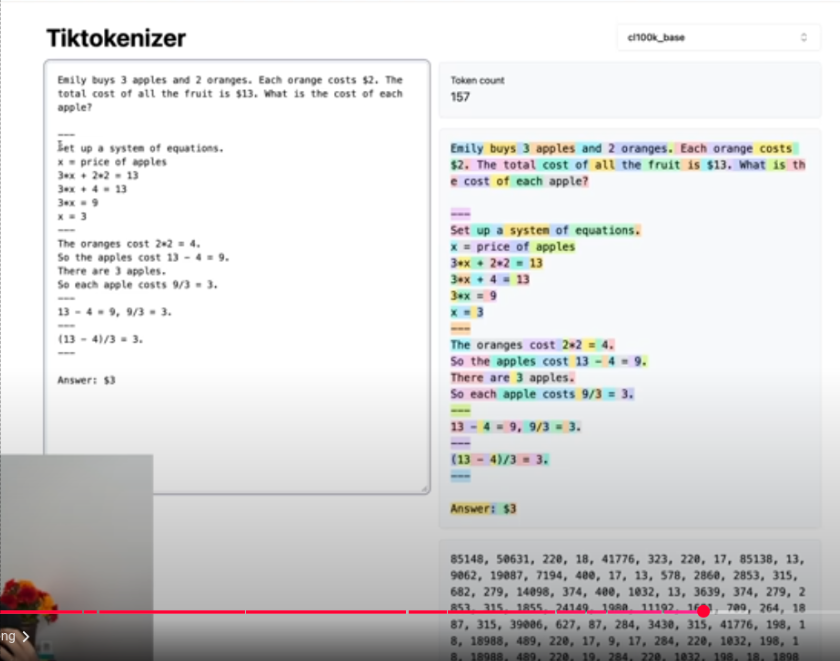 Tiktokenizer
cl100k_base
Emily buys 3 apples and 2 oranges. Each orange costs $2. The
total cost of all the fruit is $13. What is the cost of each
apple?
---
Set up a system of equations.
x = price of apples
3*x + 2*2 = 13
3*x + 4 = 13
3*x = 9
x = 3
---
The oranges cost 2*2 = 4.
So the apples cost 13 - 4 = 9.
There are 3 apples.
So each apple costs 9/3 = 3.
---
13 - 4 = 9, 9/3 = 3.
---
(13 - 4)/3 = 3.
---
Answer: $3
Token count
157
Emily buys 3 apples and 2 oranges. Each orange costs
$2. The total cost of all the fruit is $13. What is th
e cost of each apple?
---
Set up a system of equations.
x = price of apples
3*x + 2*2 = 13
3*x + 4 = 13
3*x = 9
x = 3
---
The oranges cost 2*2 = 4.
So the apples cost 13 - 4 = 9.
There are 3 apples.
So each apple costs 9/3 = 3.
---
13 - 4 = 9, 9/3 = 3.
---
(13 - 4)/3 = 3.
---
Answer: $3
85148, 50631, 220, 18, 41776, 323, 220, 17, 85138, 13,
9062, 19087, 7194, 400, 17, 13, 578, 2860, 2853, 315,
682, 279, 14098, 374, 400, 1032, 13, 3639, 374, 279, 2
853, 315, 1855, 24149, 1980, 11192, 709, 264, 18
87, 315, 39006, 627, 87, 284, 3430, 315, 41776, 198, 1
8, 18988, 489, 220, 17, 9, 17, 284, 220, 1032, 198, 1
8, 18988, 489, 220, 19, 284, 220, 1032, 198, 18, 1898
ng >